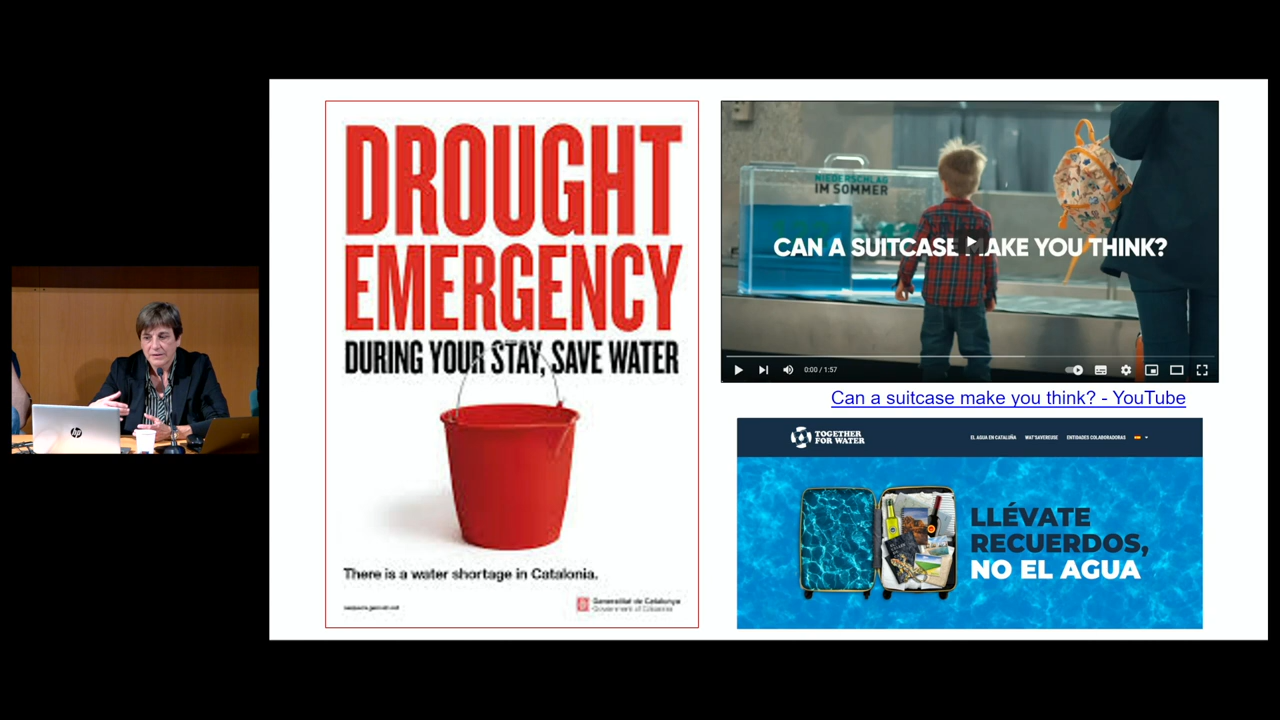 DROUGHT
EMERGENCY
DURING YOUR STAY, SAVE WATER
There is a water shortage in Catalonia.
Generalitat de Catalunya
Government of Catalonia
NIEDERSCHLAG
IM SOMMER
CAN A SUITCASE MAKE YOU THINK?
0:00 / 1:57
Can a suitcase make you think? - YouTube
TOGETHER
FOR WATER
EL AGUA EN CATALUÑA WAT'SAVEREUSE ENTIDADES COLABORADORAS
LLÉVATE
RECUERDOS,
NO EL AGUA
hp